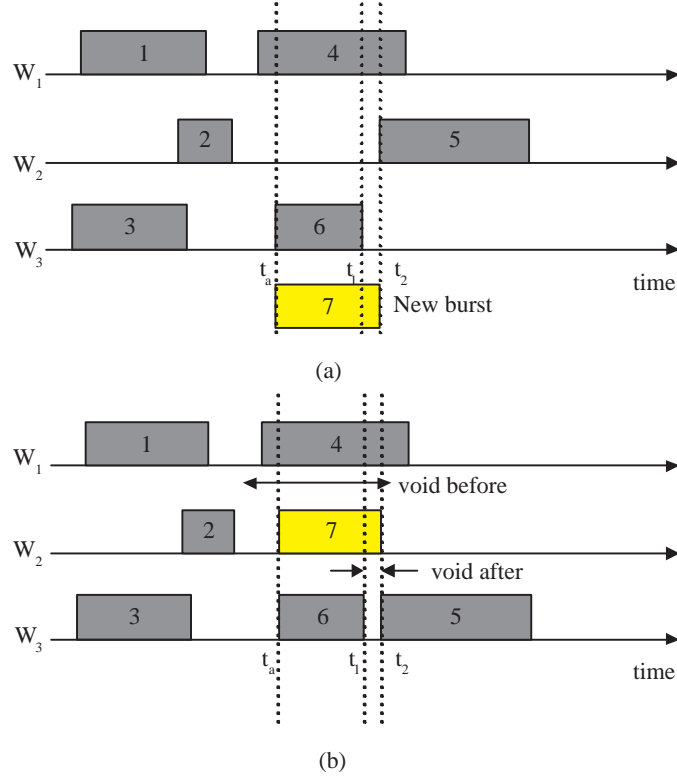 1 4
W1
2 5
W2
3 6
W3
ta t1 t2 time
7 New burst
(a)
1 4
W1
void before
2 7
W2
void after
3 6 5
W3
ta t1 t2 time
(b)